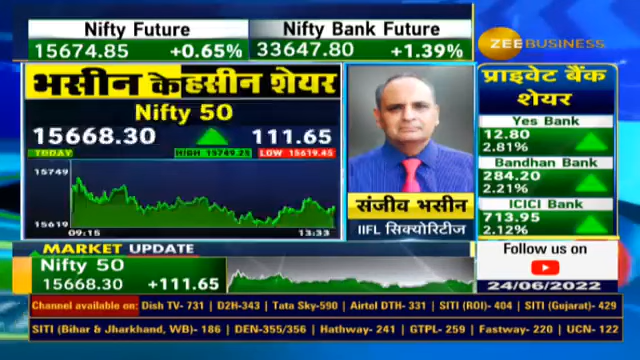 Nifty Future
15674.85 +0.65%
Nifty Bank Future
33647.80 +1.39%
ZEE BUSINESS
भसीन के हसीन शेयर
Nifty 50
15668.30 111.65
TODAY HIGH 15749.25 LOW 15619.45
15749
15619
09:15 13:33
संजीव भसीन
IIFL सिक्योरिटीज
प्राइवेट बैंक
शेयर
Yes Bank
12.80
2.81%
Bandhan Bank
284.20
2.21%
ICICI Bank
713.95
2.12%
MARKET UPDATE
Nifty 50
15668.30 +111.65
Follow us on
24/06/2022
Channel available on: Dish TV- 731 | D2H-343 | Tata Sky-590 | Airtel DTH- 331 | SITI (ROI)- 404 | SITI (Gujarat)- 429
SITI (Bihar & Jharkhand, WB)- 186 | DEN-355/356 | Hathway- 241 | GTPL- 259 | Fastway- 220 | UCN- 122